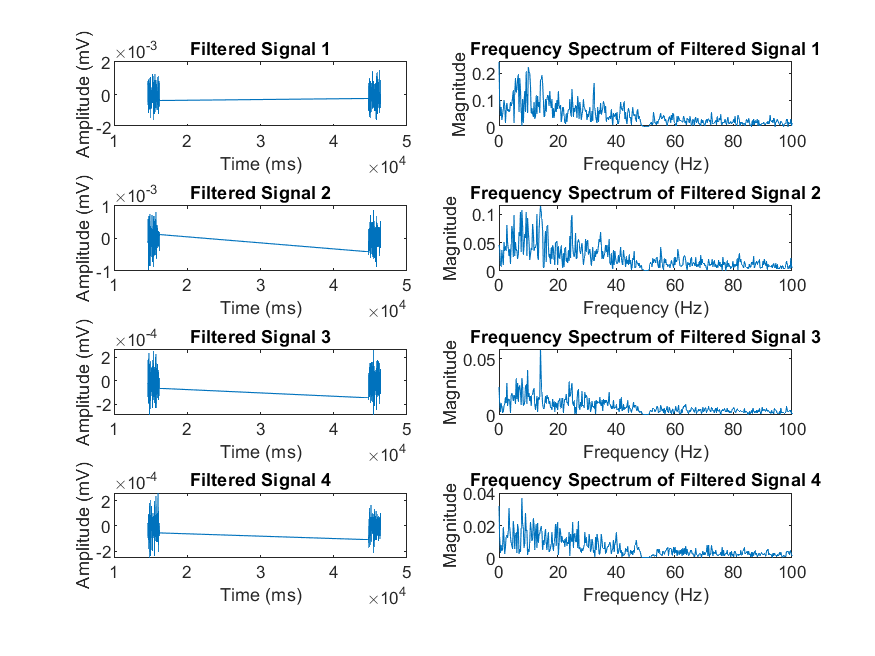 Filtered Signal 1
×10-3
Amplitude (mV)
2
0
-2
1 2 3 4 5
Time (ms)
×104
Frequency Spectrum of Filtered Signal 1
Magnitude
0.2
0.1
0
0 20 40 60 80 100
Frequency (Hz)
Filtered Signal 2
×10-3
Amplitude (mV)
1
0
-1
1 2 3 4 5
Time (ms)
×104
Frequency Spectrum of Filtered Signal 2
Magnitude
0.1
0.05
0
0 20 40 60 80 100
Frequency (Hz)
Filtered Signal 3
×10-4
Amplitude (mV)
2
0
-2
1 2 3 4 5
Time (ms)
×104
Frequency Spectrum of Filtered Signal 3
Magnitude
0.05
0
0 20 40 60 80 100
Frequency (Hz)
Filtered Signal 4
×10-4
Amplitude (mV)
2
0
-2
1 2 3 4 5
Time (ms)
×104
Frequency Spectrum of Filtered Signal 4
Magnitude
0.04
0.02
0
0 20 40 60 80 100
Frequency (Hz)